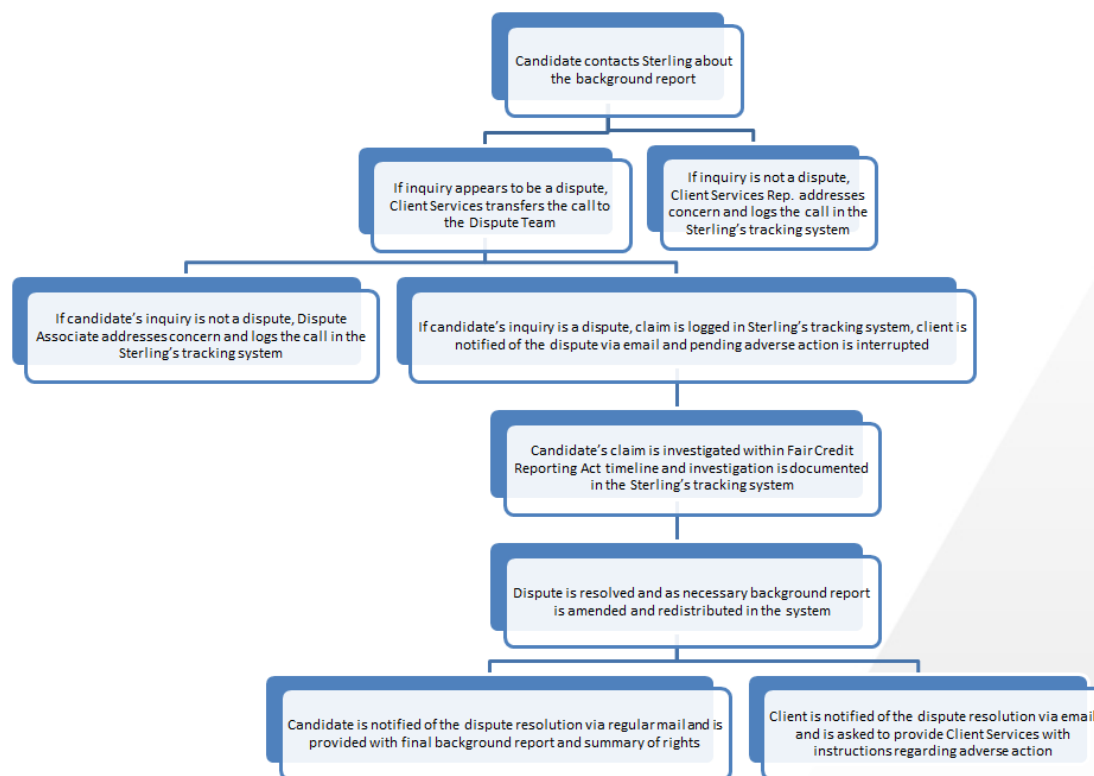 Candidate contacts Sterling about
the background report
If inquiry appears to be a dispute,
Client Services transfers the call to
the Dispute Team
If inquiry is not a dispute,
Client Services Rep. addresses
concern and logs the call in the
Sterling's tracking system
If candidate's inquiry is not a dispute, Dispute
Associate addresses concern and logs the call in the
Sterling's tracking system
If candidate's inquiry is a dispute, claim is logged in Sterling's tracking system, client is
notified of the dispute via email and pending adverse action is interrupted
Candidate's claim is investigated within Fair Credit
Reporting Act timeline and investigation is documented
in the Sterling's tracking system
Dispute is resolved and as necessary background report
is amended and redistributed in the system
Candidate is notified of the dispute resolution via regular mail and is
provided with final background report and summary of rights
Client is notified of the dispute resolution via email
and is asked to provide Client Services with
instructions regarding adverse action